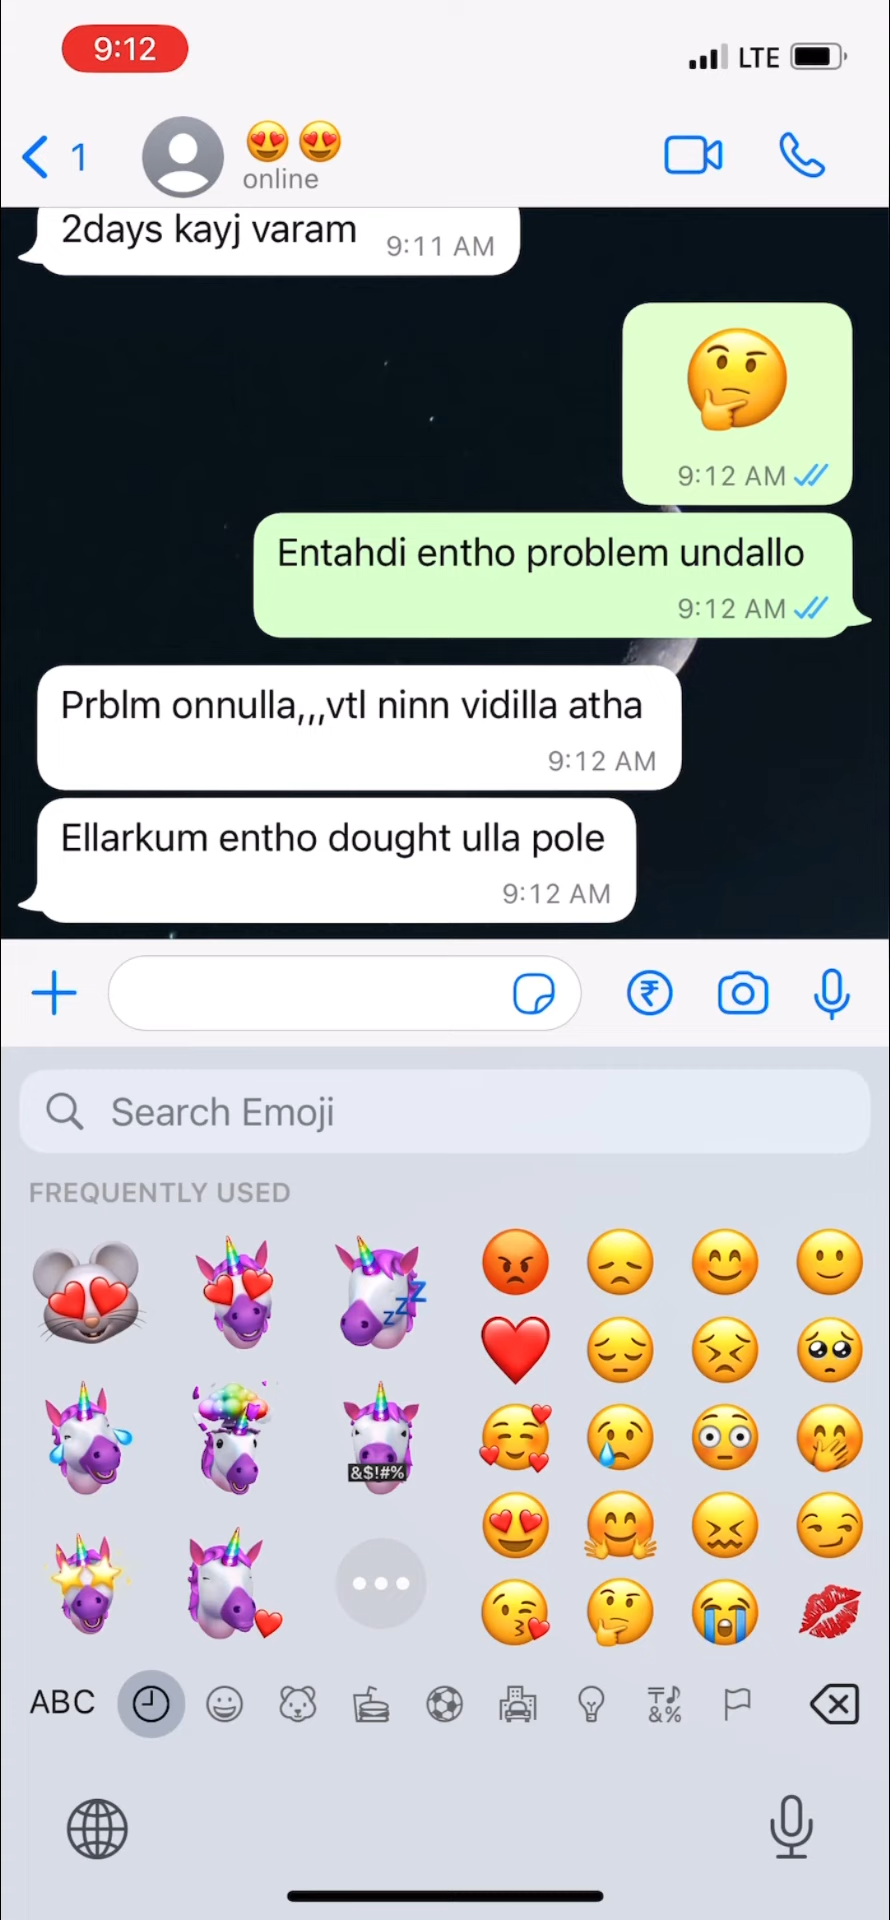 9:12
LTE
1
online
2days kayj varam
9:11 AM
9:12 AM
Entahdi entho problem undallo
9:12 AM
Prblm onnulla,,,vtl ninn vidilla atha
9:12 AM
Ellarkum entho dought ulla pole
9:12 AM
Search Emoji
FREQUENTLY USED
zzz
&$!#%
ABC
&%